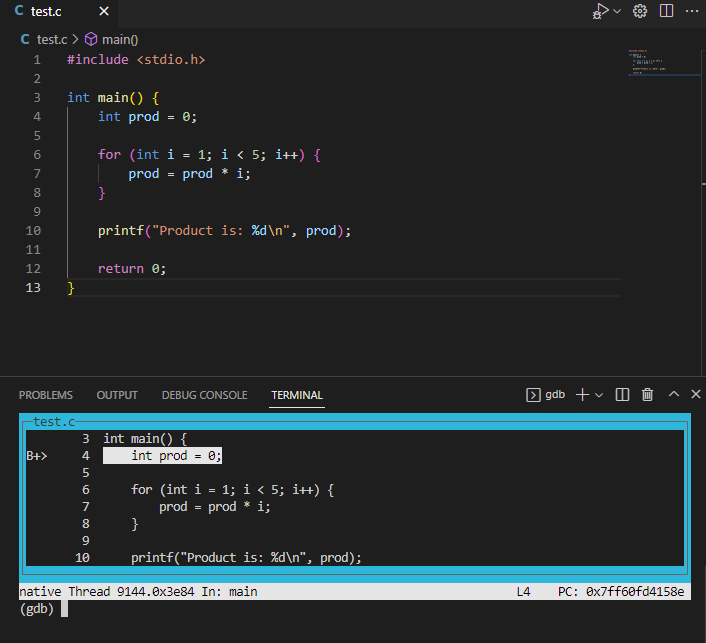 C test.c ×
C test.c > main()
1 #include <stdio.h>
2
3 int main() {
4     int prod = 0;
5
6     for (int i = 1; i < 5; i++) {
7         prod = prod * i;
8     }
9
10     printf("Product is: %d\n", prod);
11
12     return 0;
13 }
PROBLEMS OUTPUT DEBUG CONSOLE TERMINAL gdb
test.c
3 int main() {
B+> 4     int prod = 0;
5
6     for (int i = 1; i < 5; i++) {
7         prod = prod * i;
8     }
9
10     printf("Product is: %d\n", prod);
native Thread 9144.0x3e84 In: main L4 PC: 0x7ff60fd4158e
(gdb)